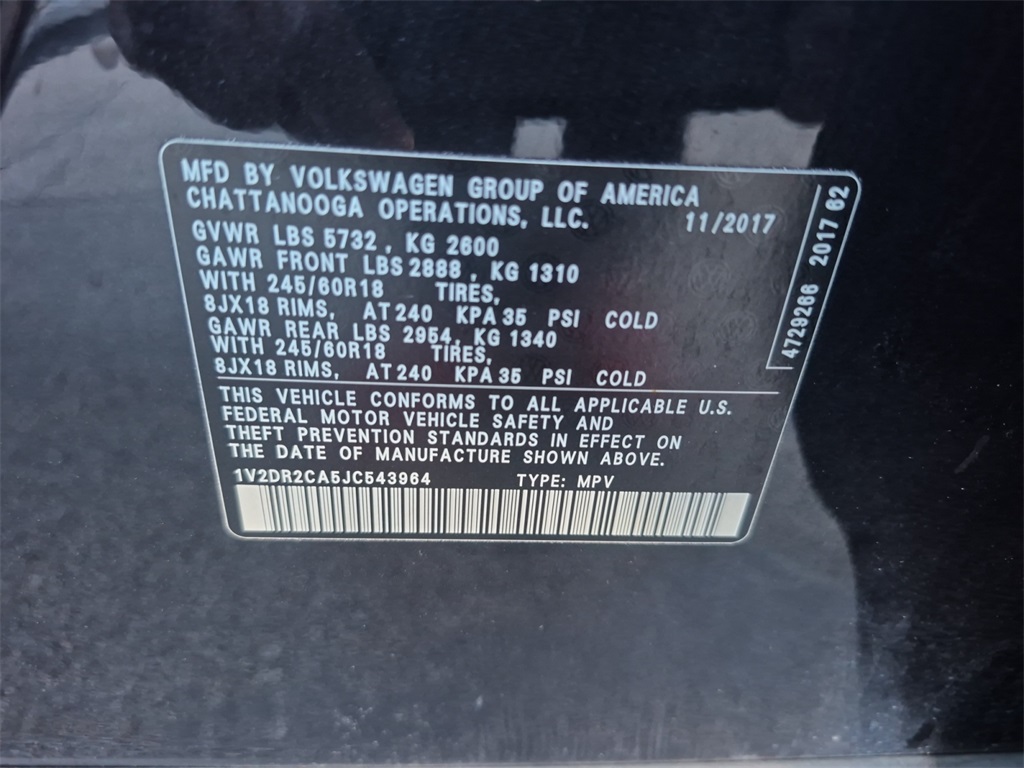 MFD BY VOLKSWAGEN GROUP OF AMERICA
CHATTANOOGA OPERATIONS, LLC. 11/2017
GVWR LBS 5732, KG 2600
GAWR FRONT LBS 2888, KG 1310
WITH 245/60R18 TIRES,
8JX18 RIMS, AT 240 KPA 35 PSI COLD
GAWR REAR LBS 2954, KG 1340
WITH 245/60R18 TIRES,
8JX18 RIMS, AT 240 KPA 35 PSI COLD
THIS VEHICLE CONFORMS TO ALL APPLICABLE U.S.
FEDERAL MOTOR VEHICLE SAFETY AND
THEFT PREVENTION STANDARDS IN EFFECT ON
THE DATE OF MANUFACTURE SHOWN ABOVE.
1V2DR2CA5JC543964 TYPE: MPV
4729266 2017 62